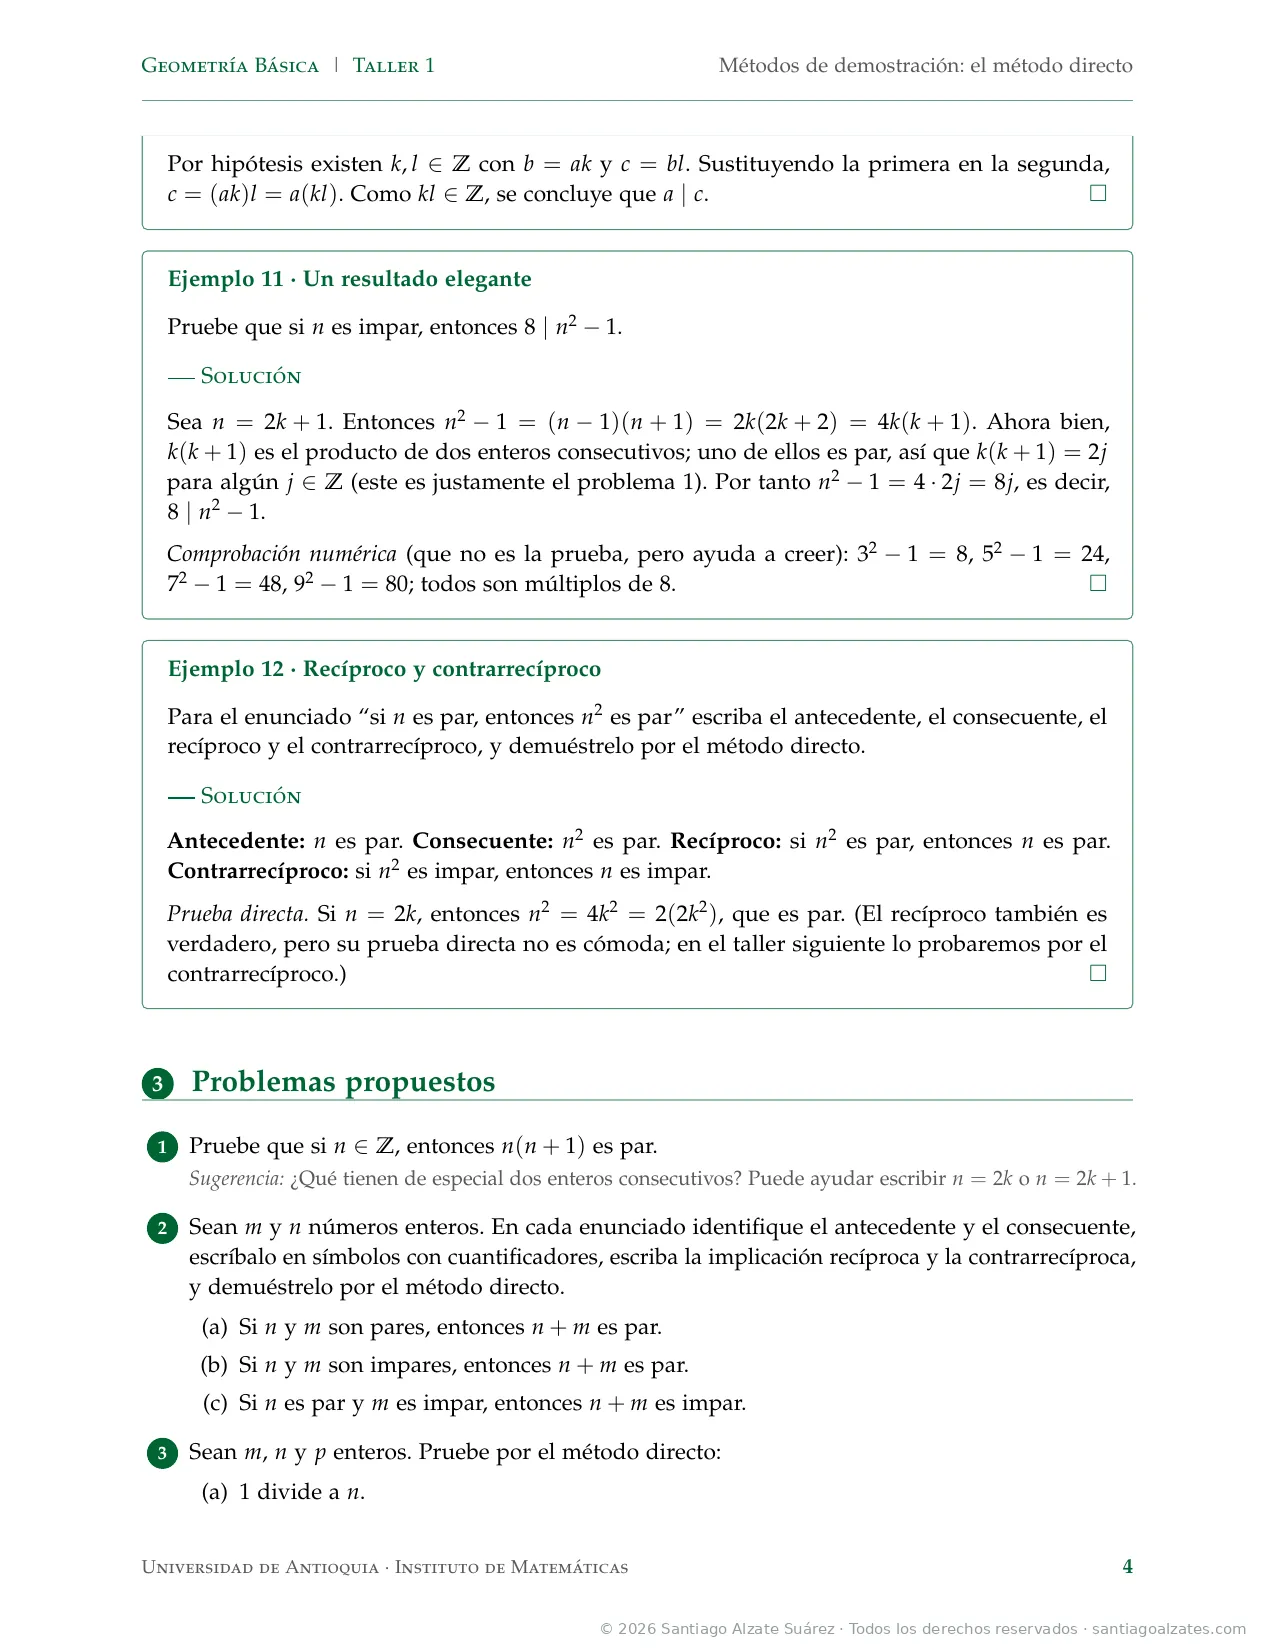 Geometría Básica | Taller 1 Métodos de demostración: el método directo
Por hipótesis existen k, l ∈ ℤ con b = ak y c = bl. Sustituyendo la primera en la segunda,
c = (ak)l = a(kl). Como kl ∈ ℤ, se concluye que a | c. □
Ejemplo 11 · Un resultado elegante
Pruebe que si n es impar, entonces 8 | n² − 1.
— Solución
Sea n = 2k + 1. Entonces n² − 1 = (n − 1)(n + 1) = 2k(2k + 2) = 4k(k + 1). Ahora bien,
k(k + 1) es el producto de dos enteros consecutivos; uno de ellos es par, así que k(k + 1) = 2j
para algún j ∈ ℤ (este es justamente el problema 1). Por tanto n² − 1 = 4 · 2j = 8j, es decir,
8 | n² − 1.
Comprobación numérica (que no es la prueba, pero ayuda a creer): 3² − 1 = 8, 5² − 1 = 24,
7² − 1 = 48, 9² − 1 = 80; todos son múltiplos de 8. □
Ejemplo 12 · Recíproco y contrarrecíproco
Para el enunciado “si n es par, entonces n² es par” escriba el antecedente, el consecuente, el
recíproco y el contrarrecíproco, y demuéstrelo por el método directo.
— Solución
Antecedente: n es par. Consecuente: n² es par. Recíproco: si n² es par, entonces n es par.
Contrarrecíproco: si n² es impar, entonces n es impar.
Prueba directa. Si n = 2k, entonces n² = 4k² = 2(2k²), que es par. (El recíproco también es
verdadero, pero su prueba directa no es cómoda; en el taller siguiente lo probaremos por el
contrarrecíproco.) □
3 Problemas propuestos
1 Pruebe que si n ∈ ℤ, entonces n(n + 1) es par.
Sugerencia: ¿Qué tienen de especial dos enteros consecutivos? Puede ayudar escribir n = 2k o n = 2k + 1.
2 Sean m y n números enteros. En cada enunciado identifique el antecedente y el consecuente,
escríbalo en símbolos con cuantificadores, escriba la implicación recíproca y la contrarrecíproca,
y demuéstrelo por el método directo.
(a) Si n y m son pares, entonces n + m es par.
(b) Si n y m son impares, entonces n + m es par.
(c) Si n es par y m es impar, entonces n + m es impar.
3 Sean m, n y p enteros. Pruebe por el método directo:
(a) 1 divide a n.
Universidad de Antioquia · Instituto de Matemáticas 4
© 2026 Santiago Alzate Suárez · Todos los derechos reservados · santiagoalzates.com